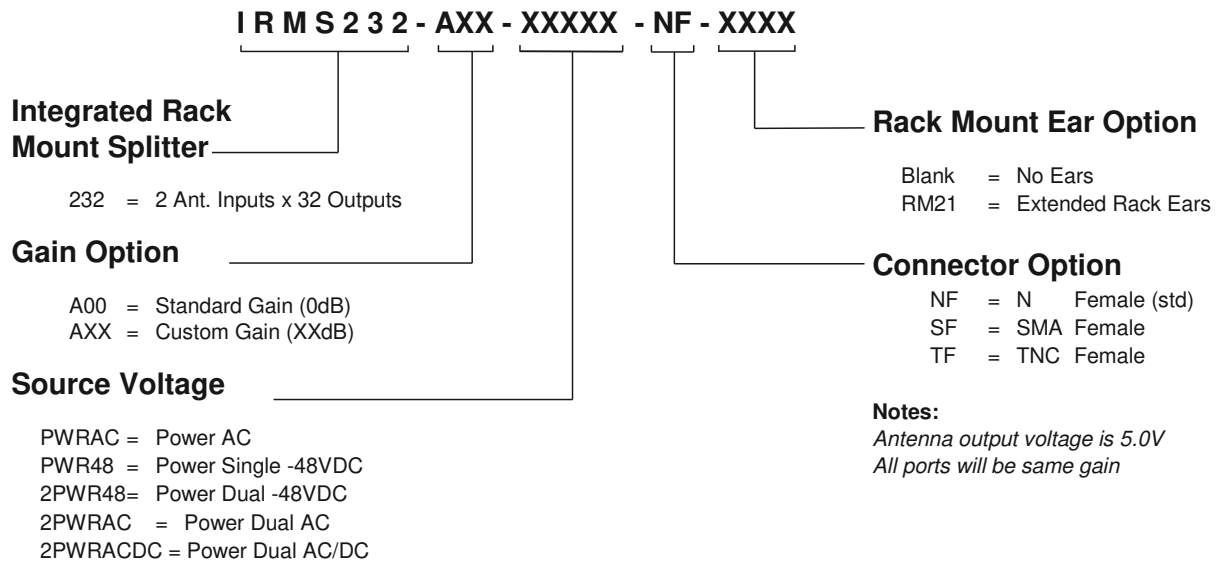 I R M S 2 3 2 - AXX - XXXXX - NF - XXXX
Integrated Rack
Mount Splitter
232 = 2 Ant. Inputs x 32 Outputs
Gain Option
A00 = Standard Gain (0dB)
AXX = Custom Gain (XXdB)
Source Voltage
PWRAC = Power AC
PWR48 = Power Single -48VDC
2PWR48= Power Dual -48VDC
2PWRAC = Power Dual AC
2PWRACDC = Power Dual AC/DC
Rack Mount Ear Option
Blank = No Ears
RM21 = Extended Rack Ears
Connector Option
NF = N Female (std)
SF = SMA Female
TF = TNC Female
Notes:
Antenna output voltage is 5.0V
All ports will be same gain